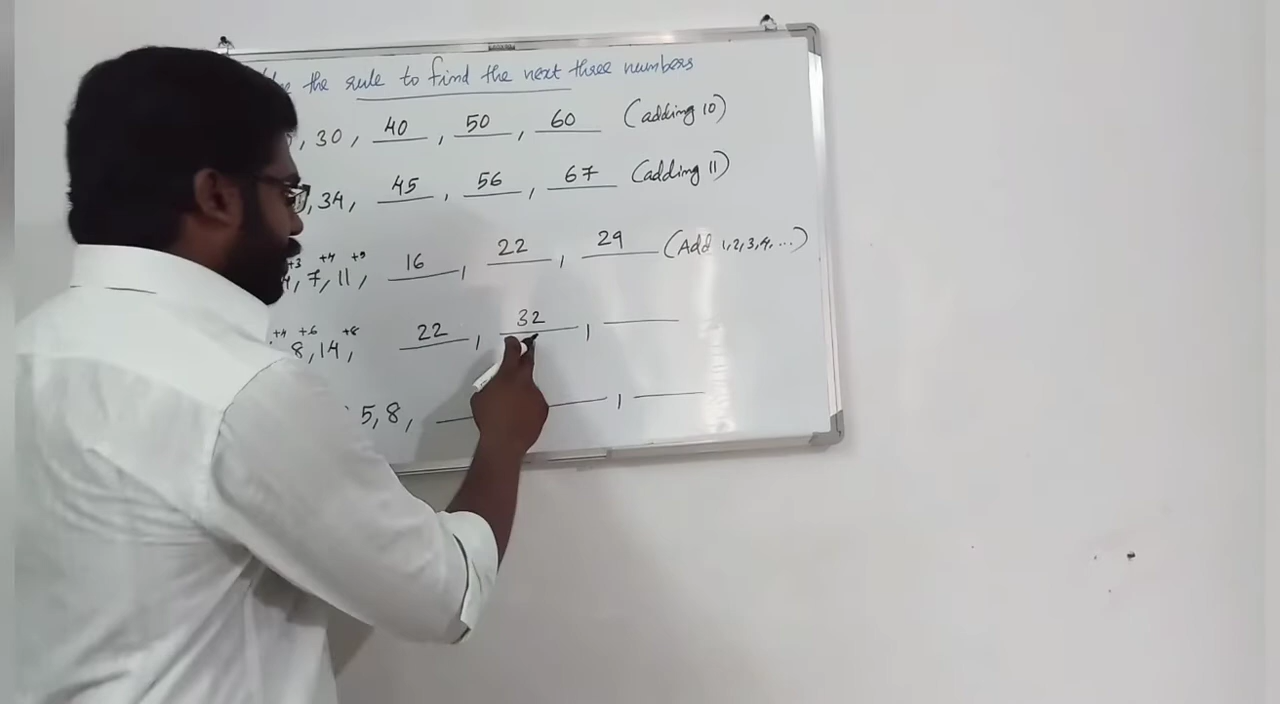 the rule to find the next three numbers
, 30, 40, 50, 60 (adding 10)
, 34, 45, 56, 67 (adding 11)
+3 +4 +5
4, 7, 11, 16, 22, 29 (Add 1, 2, 3, 4, ...)
+4 +6 +8
8, 14, 22, 32,
5, 8,